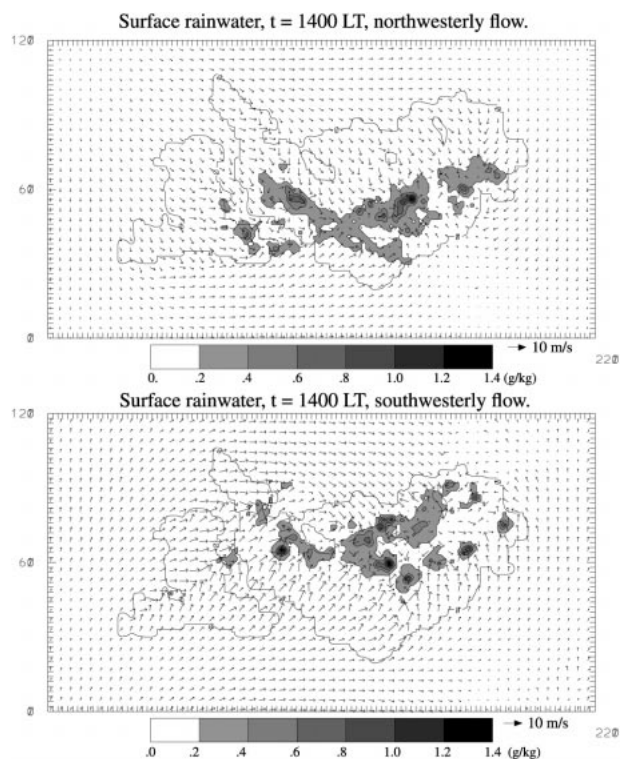 Surface rainwater, t = 1400 LT, northwesterly flow.
120
60
0
220
10 m/s
0. .2 .4 .6 .8 1.0 1.2 1.4 (g/kg)
Surface rainwater, t = 1400 LT, southwesterly flow.
120
60
0
220
10 m/s
.0 .2 .4 .6 .8 1.0 1.2 1.4 (g/kg)